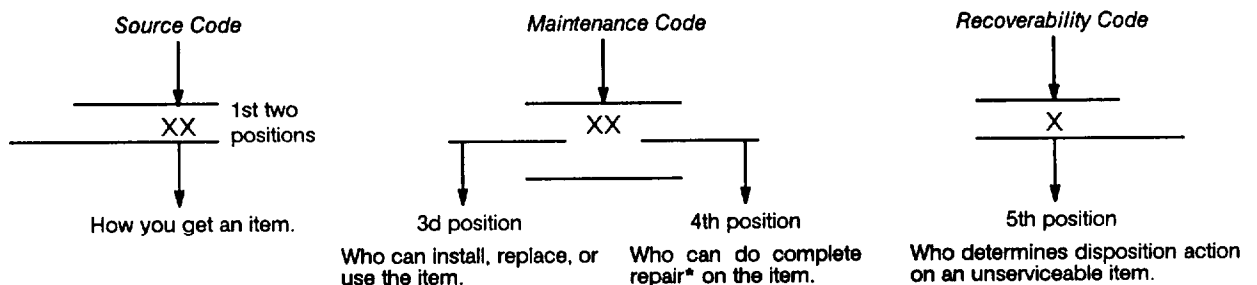 Source Code
XX
1st two
positions
How you get an item.
Maintenance Code
XX
3d position
Who can install, replace, or
use the item.
4th position
Who can do complete
repair* on the item.
Recoverability Code
X
5th position
Who determines disposition action
on an unserviceable item.